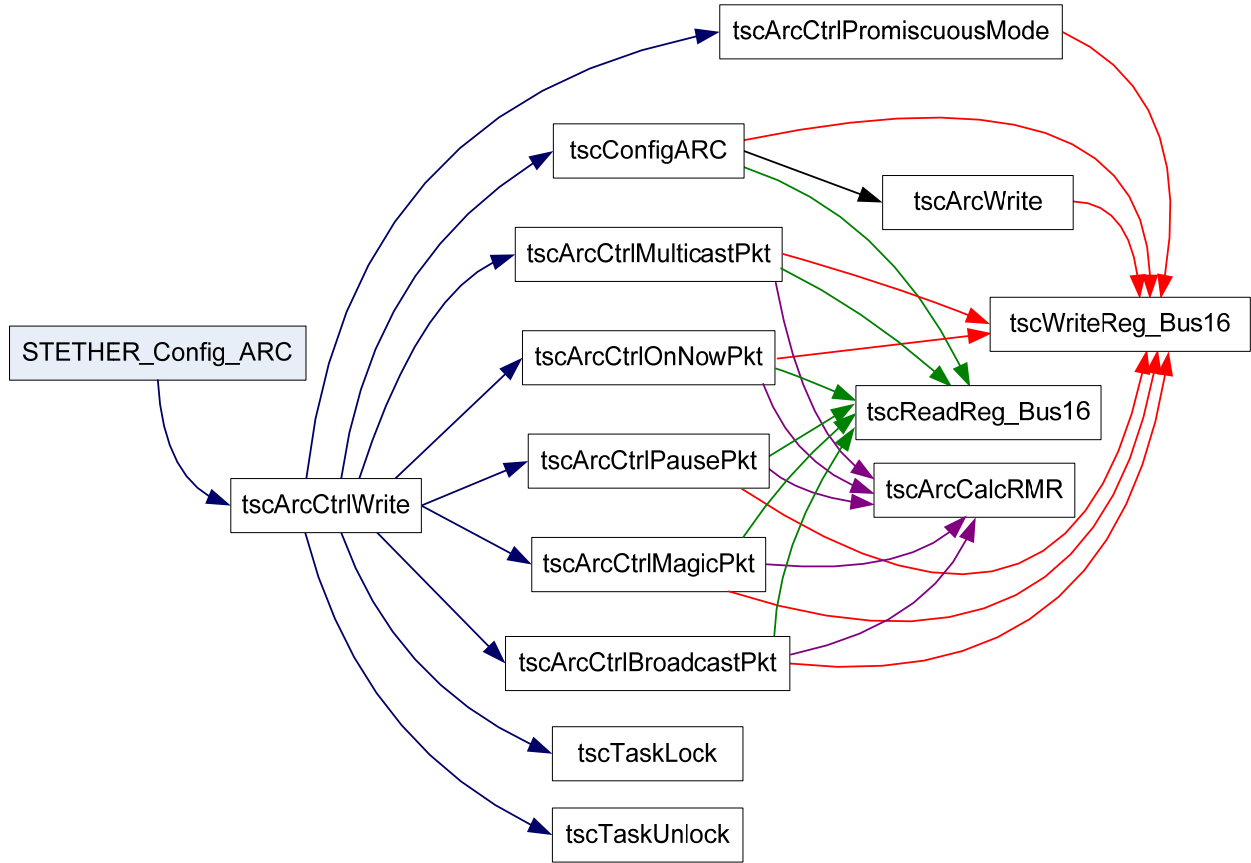 tscArcCtrlPromiscuousMode
tscConfigARC
tscArcWrite
tscArcCtrlMulticastPkt
tscWriteReg_Bus16
STETHER_Config_ARC
tscArcCtrlOnNowPkt
tscReadReg_Bus16
tscArcCtrlPausePkt
tscArcCalcRMR
tscArcCtrlWrite
tscArcCtrlMagicPkt
tscArcCtrlBroadcastPkt
tscTaskLock
tscTaskUnlock